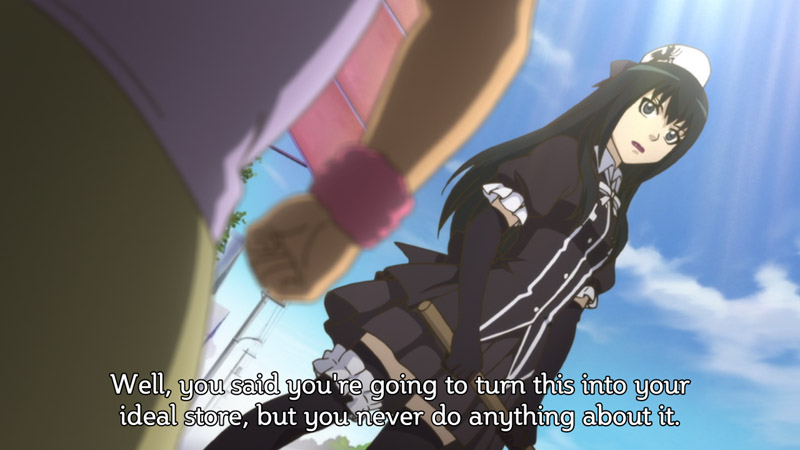 Well, you said you're going to turn this into your
ideal store, but you never do anything about it.